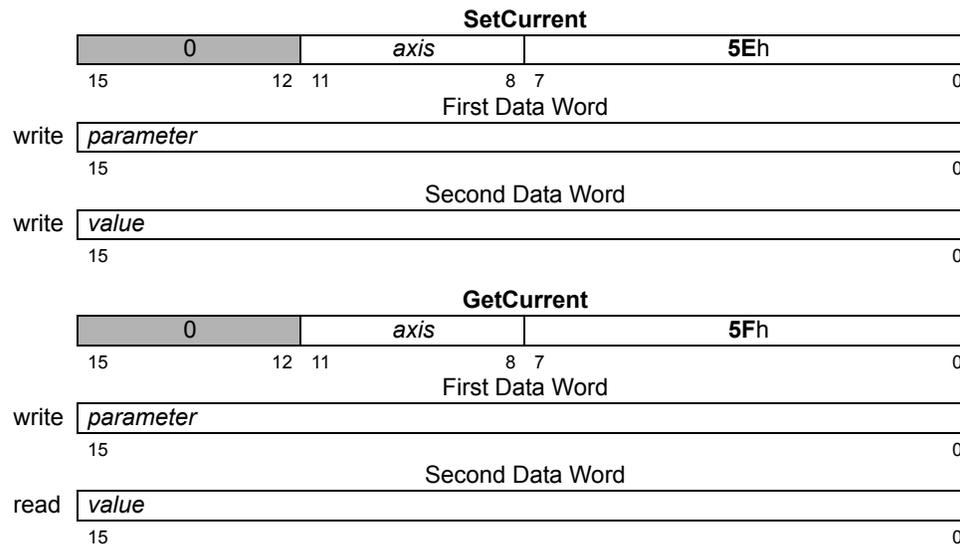 SetCurrent
0 axis 5Eh
15 12 11 8 7 0
First Data Word
write parameter
15 0
Second Data Word
write value
15 0
GetCurrent
0 axis 5Fh
15 12 11 8 7 0
First Data Word
write parameter
15 0
Second Data Word
read value
15 0